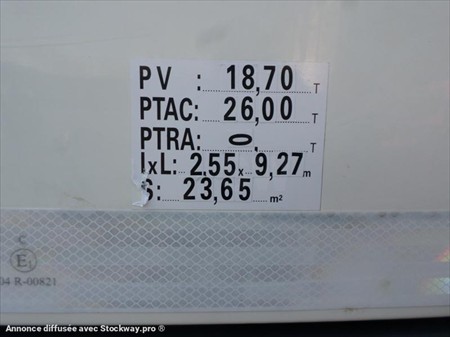 PV : 18,70 T
PTAC: 26,00 T
PTRA: 0. T
lxL: 2.55 x 9,27 m
S: 23,65 m²
C
E1
04 R-00821
Annonce diffusée avec Stockway.pro ®